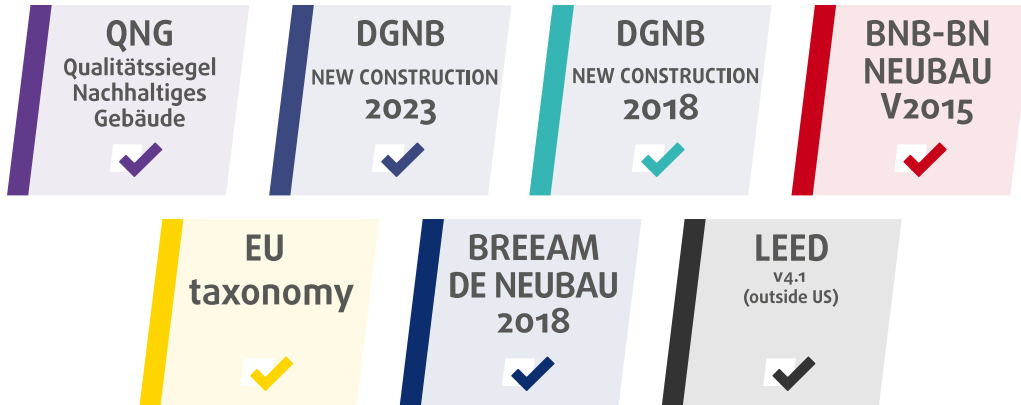 QNG
Qualitätssiegel
Nachhaltiges
Gebäude
DGNB
NEW CONSTRUCTION
2023
DGNB
NEW CONSTRUCTION
2018
BNB-BN
NEUBAU
V2015
EU
taxonomy
BREEAM
DE NEUBAU
2018
LEED
v4.1
(outside US)